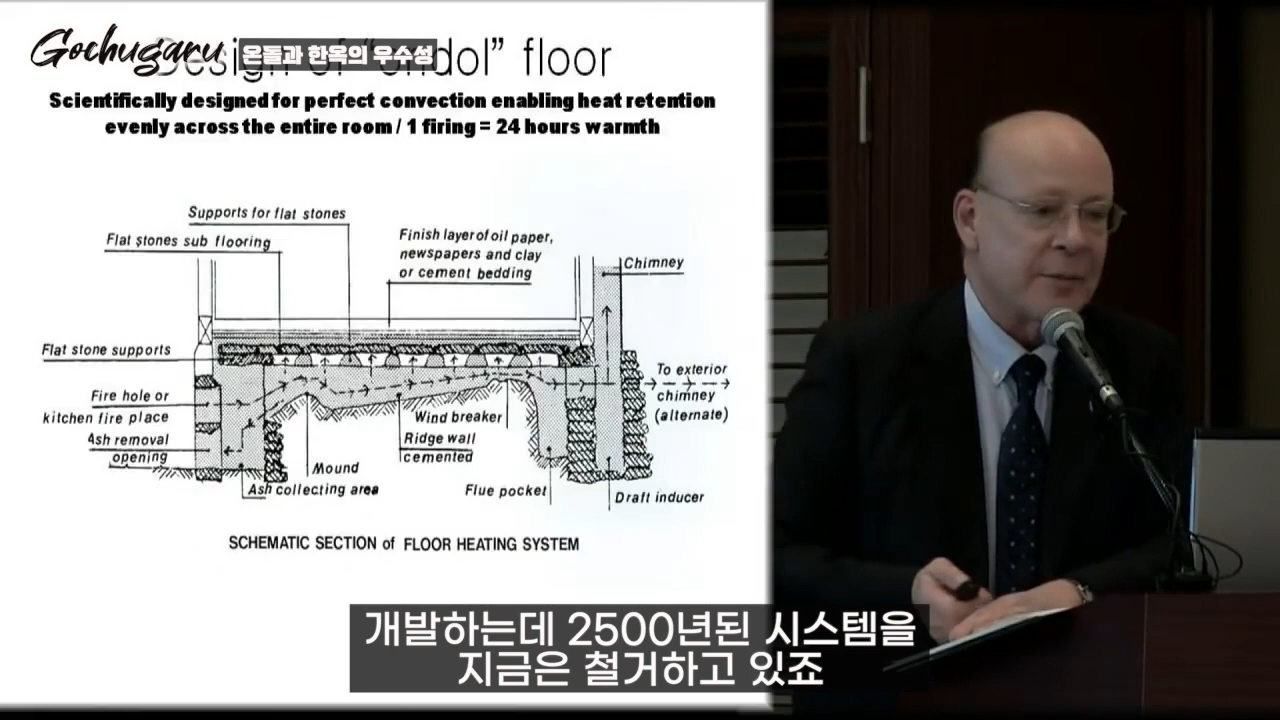 Gochugaru
온돌과 한옥의 우수성
Design of "ondol" floor
Scientifically designed for perfect convection enabling heat retention
evenly across the entire room / 1 firing = 24 hours warmth
Supports for flat stones
Flat stones sub flooring
Finish layer of oil paper,
newspapers and clay
or cement bedding
Chimney
Flat stone supports
Fire hole or
kitchen fire place
Ash removal
opening
To exterior
chimney
(alternate)
Wind breaker
Ridge wall
cemented
Mound
Ash collecting area
Flue pocket
Draft inducer
SCHEMATIC SECTION of FLOOR HEATING SYSTEM
개발하는데 2500년된 시스템을
지금은 철거하고 있죠